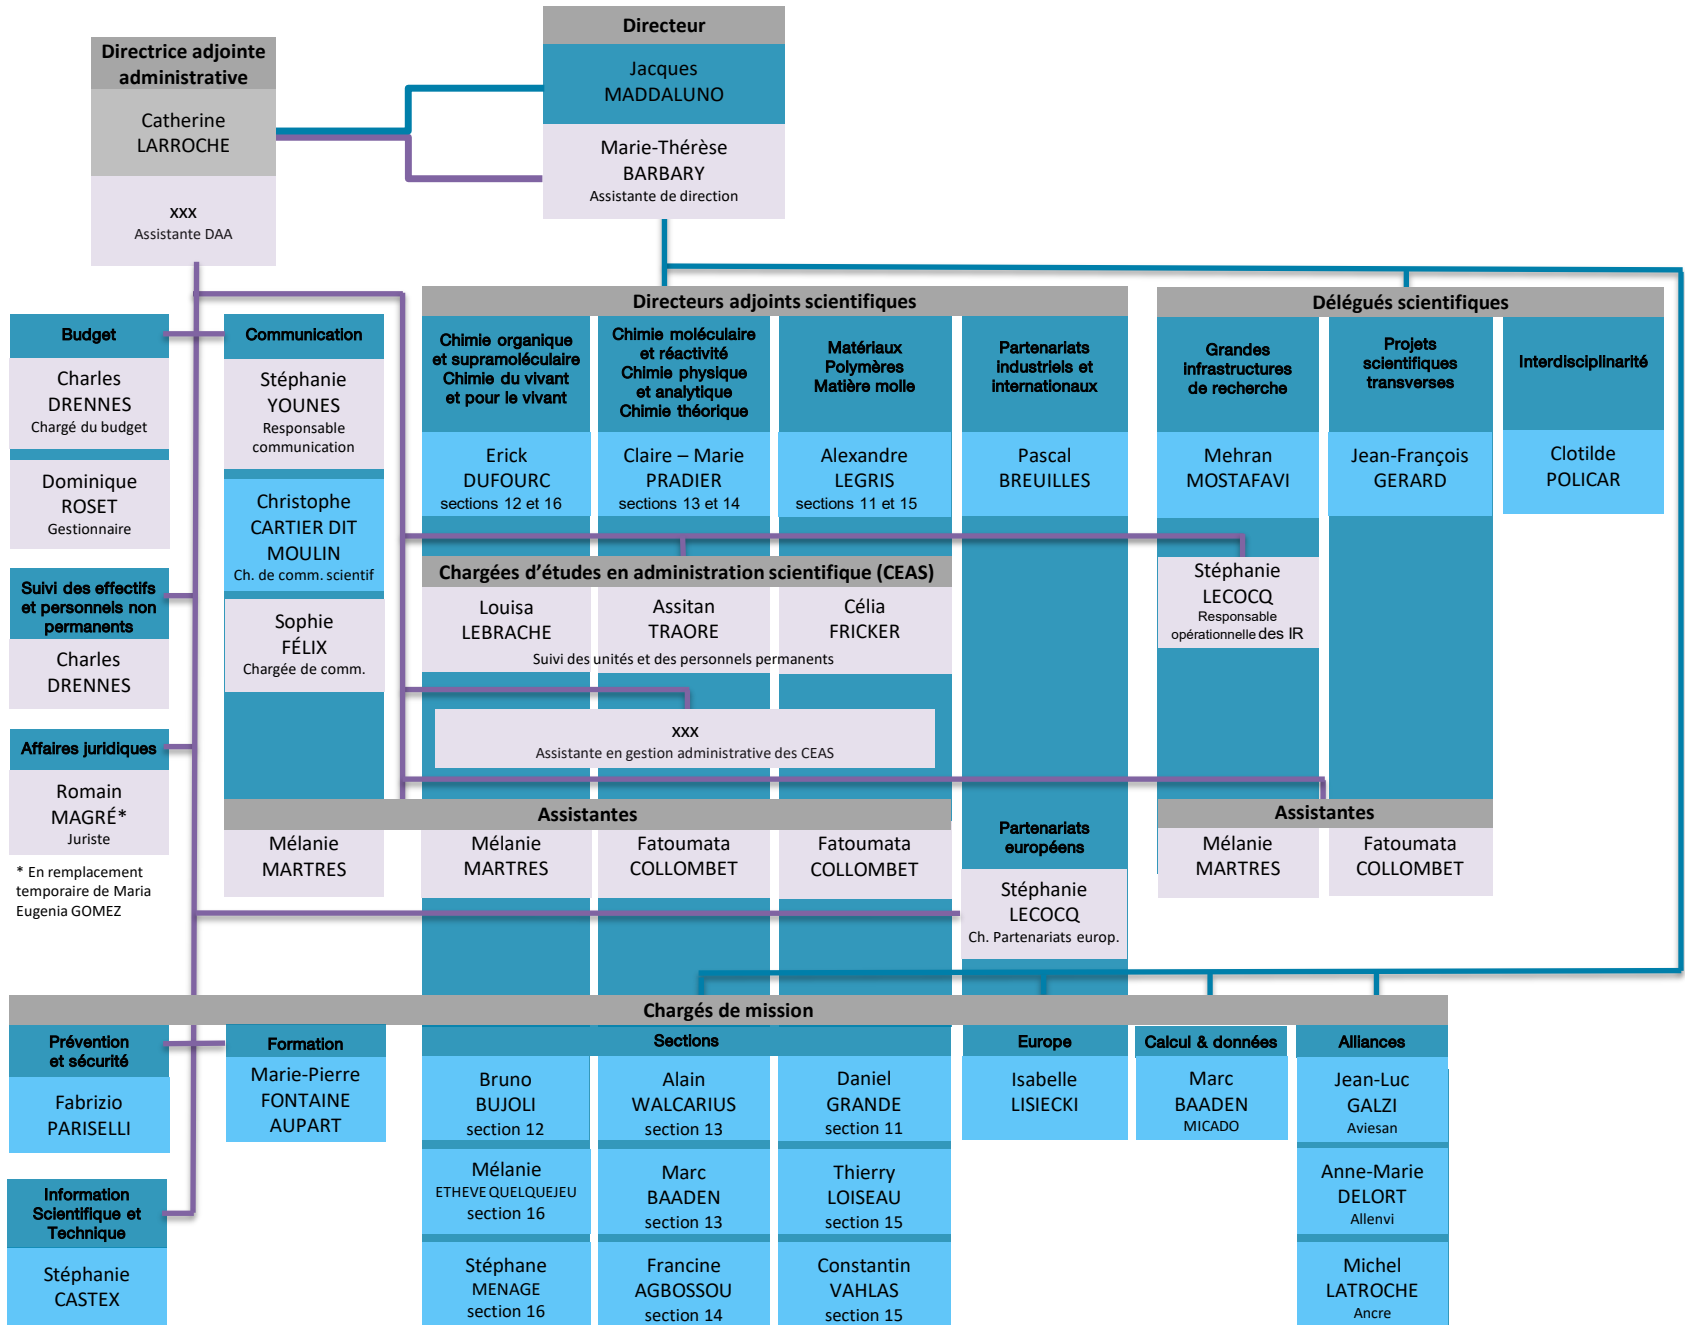 Directeur
Jacques
MADDALUNO
Marie-Thérèse
BARBARY
Assistante de direction
Directrice adjointe
administrative
Catherine
LARROCHE
xxx
Assistante DAA
Budget
Charles
DRENNES
Chargé du budget
Dominique
ROSET
Gestionnaire
Suivi des effectifs
et personnels non
permanents
Charles
DRENNES
Affaires juridiques
Romain
MAGRÉ*
Juriste
* En remplacement
temporaire de Maria
Eugenia GOMEZ
Communication
Stéphanie
YOUNES
Responsable
communication
Christophe
CARTIER DIT
MOULIN
Ch. de comm. scientif
Sophie
FÉLIX
Chargée de comm.
Directeurs adjoints scientifiques
Chimie organique
et supramoléculaire
Chimie du vivant
et pour le vivant
Erick
DUFOURC
sections 12 et 16
Chimie moléculaire
et réactivité
Chimie physique
et analytique
Chimie théorique
Claire – Marie
PRADIER
sections 13 et 14
Matériaux
Polymères
Matière molle
Alexandre
LEGRIS
sections 11 et 15
Partenariats
industriels et
internationaux
Pascal
BREUILLES
Délégués scientifiques
Grandes
infrastructures
de recherche
Mehran
MOSTAFAVI
Projets
scientifiques
transverses
Jean-François
GERARD
Interdisciplinarité
Clotilde
POLICAR
Chargées d’études en administration scientifique (CEAS)
Louisa
LEBRACHE
Assitan
TRAORE
Célia
FRICKER
Suivi des unités et des personnels permanents
Stéphanie
LECOCQ
Responsable
opérationnelle des IR
xxx
Assistante en gestion administrative des CEAS
Assistantes
Mélanie
MARTRES
Mélanie
MARTRES
Fatoumata
COLLOMBET
Fatoumata
COLLOMBET
Partenariats
européens
Stéphanie
LECOCQ
Ch. Partenariats europ.
Assistantes
Mélanie
MARTRES
Fatoumata
COLLOMBET
Chargés de mission
Prévention
et sécurité
Fabrizio
PARISELLI
Information
Scientifique et
Technique
Stéphanie
CASTEX
Formation
Marie-Pierre
FONTAINE
AUPART
Sections
Bruno
BUJOLI
section 12
Alain
WALCARIUS
section 13
Daniel
GRANDE
section 11
Mélanie
ETHEVE QUELQUEJEU
section 16
Marc
BAADEN
section 13
Thierry
LOISEAU
section 15
Stéphane
MENAGE
section 16
Francine
AGBOSSOU
section 14
Constantin
VAHLAS
section 15
Europe
Isabelle
LISIECKI
Calcul & données
Marc
BAADEN
MICADO
Alliances
Jean-Luc
GALZI
Aviesan
Anne-Marie
DELORT
Allenvi
Michel
LATROCHE
Ancre